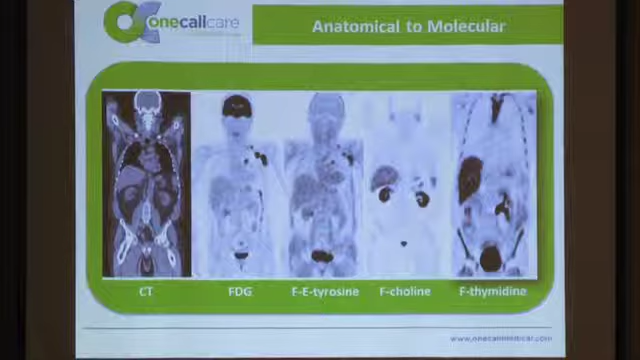 onecallcare
Anatomical to Molecular
CT
FDG
F-E-tyrosine
F-choline
F-thymidine